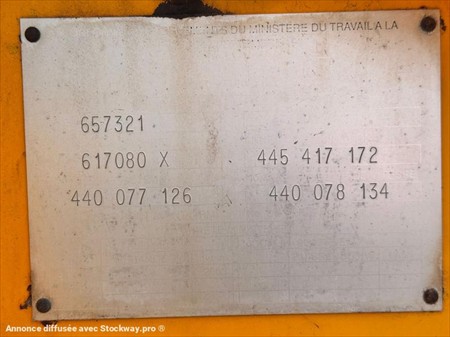 DU MINISTERE DU TRAVAIL A LA
657321
617080 X 445 417 172
440 077 126 440 078 134
Annonce diffusée avec Stockway.pro ®